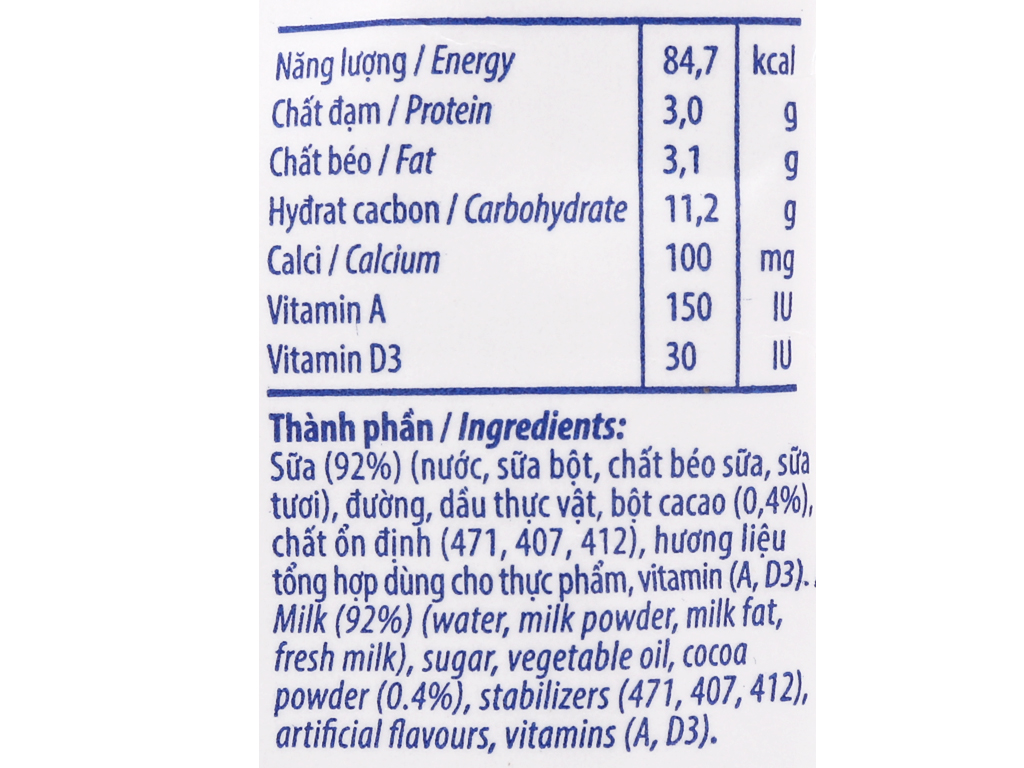 Năng lượng / Energy 84,7 kcal
Chất đạm / Protein 3,0 g
Chất béo / Fat 3,1 g
Hyđrat cacbon / Carbohydrate 11,2 g
Calci / Calcium 100 mg
Vitamin A 150 IU
Vitamin D3 30 IU
Thành phần / Ingredients:
Sữa (92%) (nước, sữa bột, chất béo sữa, sữa
tươi), đường, dầu thực vật, bột cacao (0,4%),
chất ổn định (471, 407, 412), hương liệu
tổng hợp dùng cho thực phẩm, vitamin (A, D3).
Milk (92%) (water, milk powder, milk fat,
fresh milk), sugar, vegetable oil, cocoa
powder (0.4%), stabilizers (471, 407, 412),
artificial flavours, vitamins (A, D3).